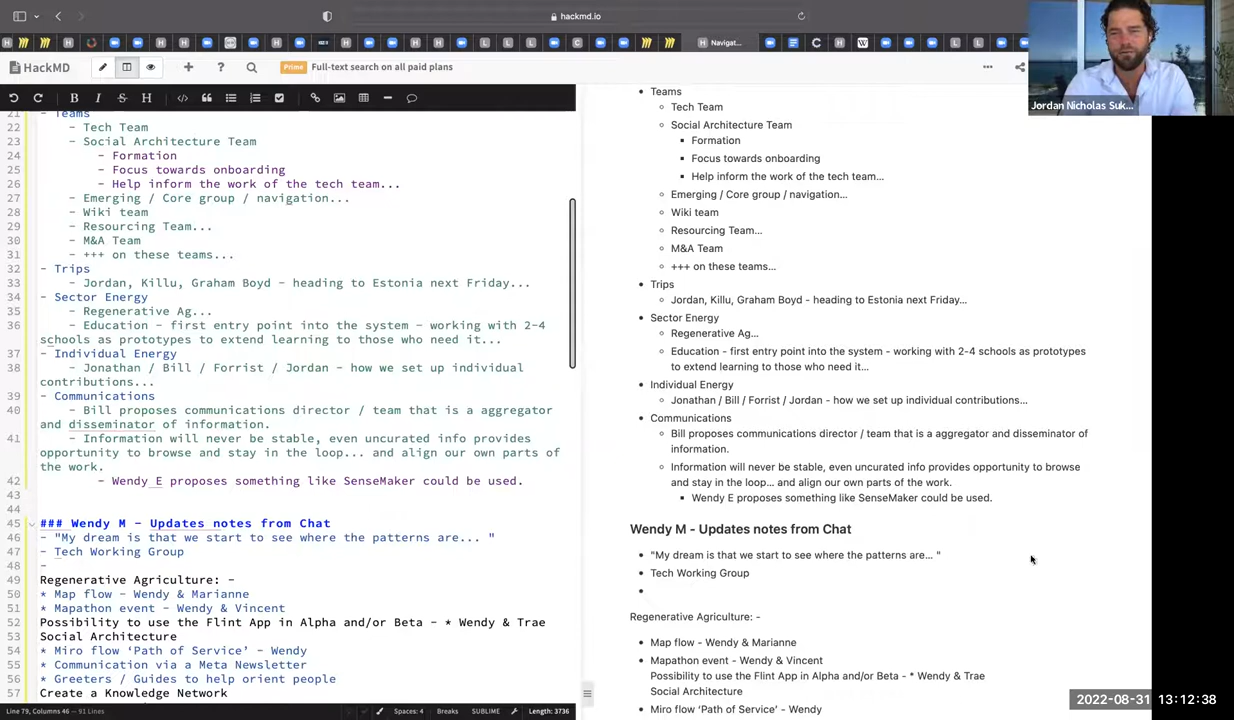 hackmd.io
Navigat...
HackMD
Prime Full-text search on all paid plans
21 - Teams
22 - Tech Team
23 - Social Architecture Team
24 - Formation
25 - Focus towards onboarding
26 - Help inform the work of the tech team...
27 - Emerging / Core group / navigation...
28 - Wiki team
29 - Resourcing Team...
30 - M&A Team
31 - +++ on these teams...
32 - Trips
33 - Jordan, Killu, Graham Boyd - heading to Estonia next Friday...
34 - Sector Energy
35 - Regenerative Ag...
36 - Education - first entry point into the system - working with 2-4
schools as prototypes to extend learning to those who need it...
37 - Individual Energy
38 - Jonathan / Bill / Forrist / Jordan - how we set up individual
contributions...
39 - Communications
40 - Bill proposes communications director / team that is a aggregator
and disseminator of information.
41 - Information will never be stable, even uncurated info provides
opportunity to browse and stay in the loop... and align our own parts of
the work.
42 - Wendy E proposes something like SenseMaker could be used.
43
44
45 ### Wendy M - Updates notes from Chat
46 - "My dream is that we start to see where the patterns are... "
47 - Tech Working Group
48 -
49 Regenerative Agriculture: -
50 * Map flow - Wendy & Marianne
51 * Mapathon event - Wendy & Vincent
52 Possibility to use the Flint App in Alpha and/or Beta - * Wendy & Trae
53 Social Architecture
54 * Miro flow ‘Path of Service’ - Wendy
55 * Communication via a Meta Newsletter
56 * Greeters / Guides to help orient people
57 Create a Knowledge Network
Line 79, Columns 46 — 91 Lines
Spaces: 4 Breaks SUBLIME Length: 3736
Teams
Tech Team
Social Architecture Team
Formation
Focus towards onboarding
Help inform the work of the tech team...
Emerging / Core group / navigation...
Wiki team
Resourcing Team...
M&A Team
+++ on these teams...
Trips
Jordan, Killu, Graham Boyd - heading to Estonia next Friday...
Sector Energy
Regenerative Ag...
Education - first entry point into the system - working with 2-4 schools as prototypes
to extend learning to those who need it...
Individual Energy
Jonathan / Bill / Forrist / Jordan - how we set up individual contributions...
Communications
Bill proposes communications director / team that is a aggregator and disseminator of
information.
Information will never be stable, even uncurated info provides opportunity to browse
and stay in the loop... and align our own parts of the work.
Wendy E proposes something like SenseMaker could be used.
Wendy M - Updates notes from Chat
"My dream is that we start to see where the patterns are... "
Tech Working Group
Regenerative Agriculture: -
Map flow - Wendy & Marianne
Mapathon event - Wendy & Vincent
Possibility to use the Flint App in Alpha and/or Beta - * Wendy & Trae
Social Architecture
Miro flow ‘Path of Service’ - Wendy
Jordan Nicholas Suk...
2022-08-31 13:12:38